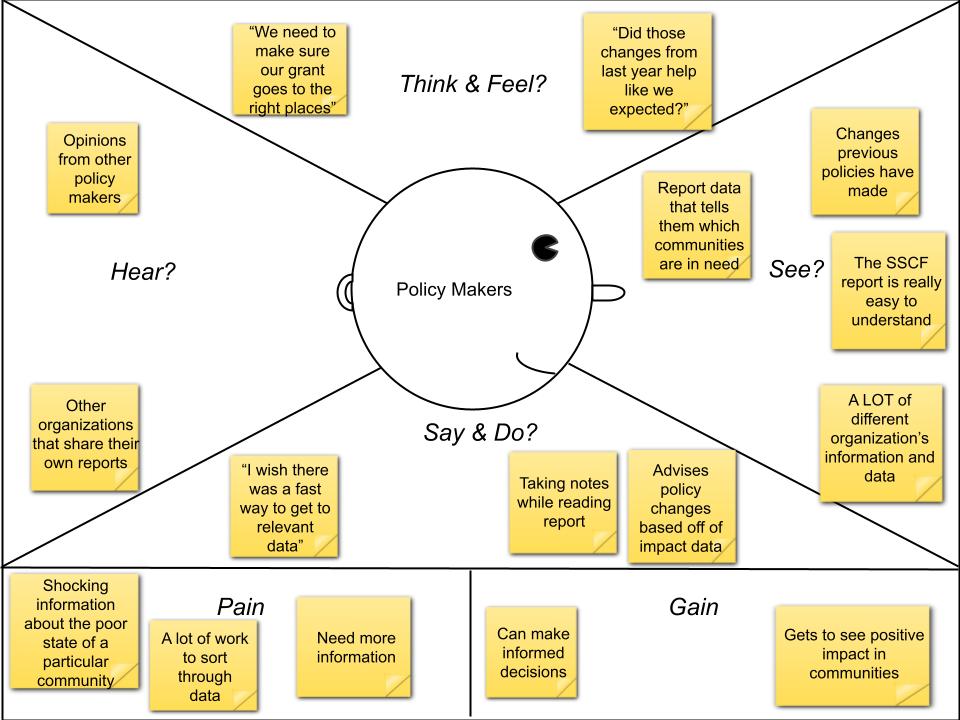 “We need to
make sure
our grant
goes to the
right places”
Think & Feel?
“Did those
changes from
last year help
like we
expected?”
Opinions
from other
policy
makers
Hear?
Other
organizations
that share their
own reports
Policy Makers
Report data
that tells
them which
communities
are in need
See?
Changes
previous
policies have
made
The SSCF
report is really
easy to
understand
A LOT of
different
organization’s
information and
data
Say & Do?
“I wish there
was a fast
way to get to
relevant
data”
Taking notes
while reading
report
Advises
policy
changes
based off of
impact data
Pain
Shocking
information
about the poor
state of a
particular
community
A lot of work
to sort
through
data
Need more
information
Gain
Can make
informed
decisions
Gets to see positive
impact in
communities